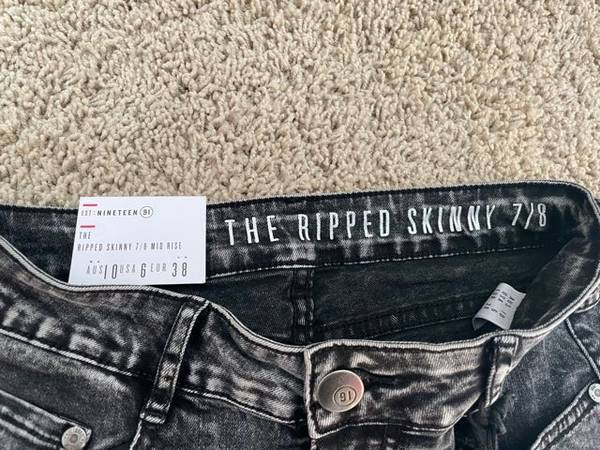 EST:NINETEEN 91
THE RIPPED SKINNY 7/8
THE
RIPPED SKINNY 7/8 MID RISE
AUS 10 USA 6 EUR 38
91